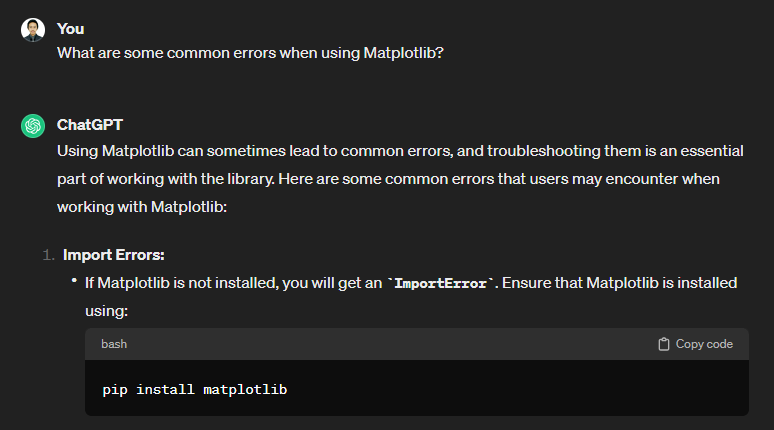 You
What are some common errors when using Matplotlib?
ChatGPT
Using Matplotlib can sometimes lead to common errors, and troubleshooting them is an essential
part of working with the library. Here are some common errors that users may encounter when
working with Matplotlib:
1. Import Errors:
• If Matplotlib is not installed, you will get an `ImportError`. Ensure that Matplotlib is installed
using:
bash Copy code
pip install matplotlib